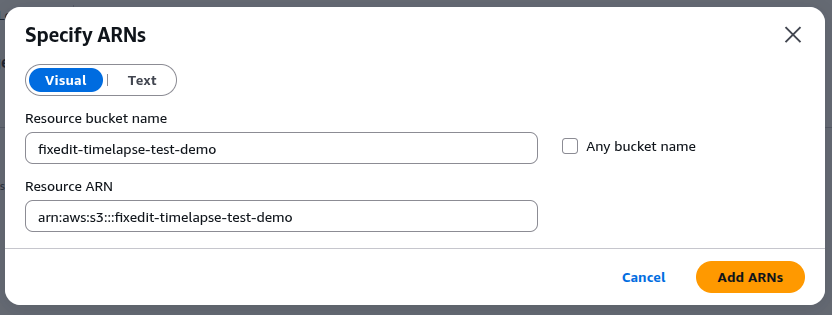 Specify ARNs
Visual | Text
Resource bucket name
fixedit-timelapse-test-demo
Any bucket name
Resource ARN
arn:aws:s3:::fixedit-timelapse-test-demo
Cancel
Add ARNs